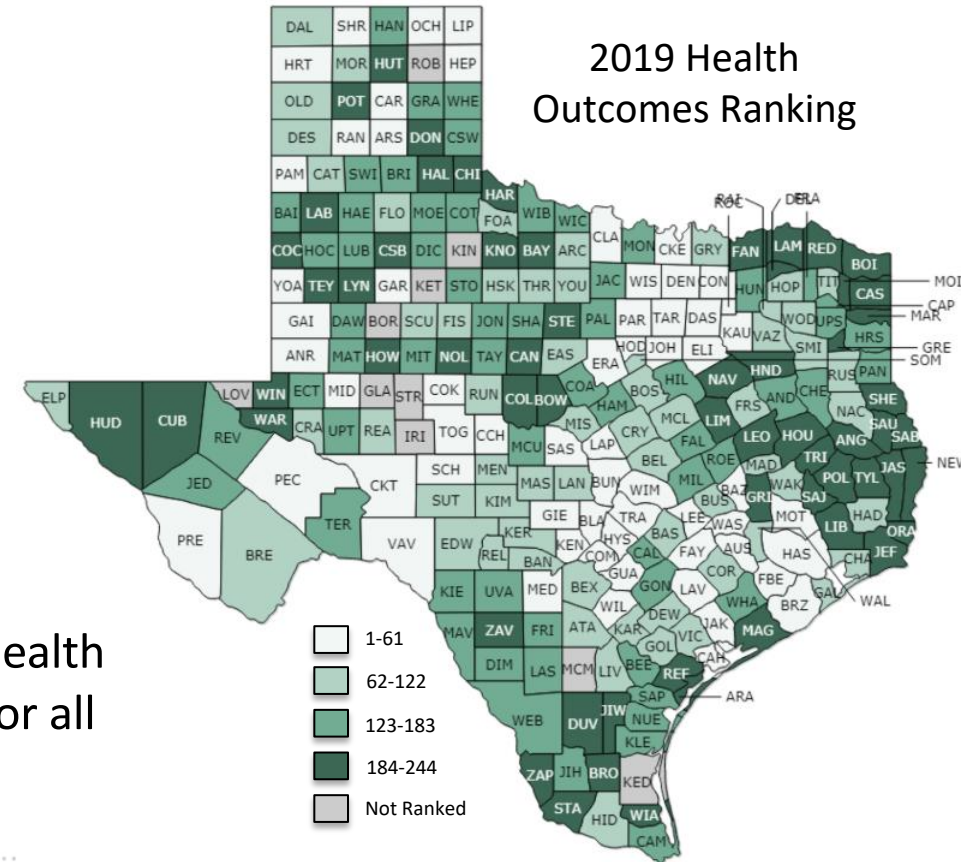 2019 Health
Outcomes Ranking
DAL SHR HAN OCH LIP
HRT MOR HUT ROB HEP
OLD POT CAR GRA WHE
DES RAN ARS DON CSW
PAM CAT SWI BRI HAL CHI
HAR
BAI LAB HAE FLO MOE COT FOA WIB WIC
ROC DEL FRA
COC HOC LUB CSB DIC KIN KNO BAY ARC CLA MON CKE GRY FAN LAM RED BOI
YOA TEY LYN GAR KET STO HSK THR YOU JAC WIS DEN CON HUN HOP TIT CAS MOI
CAP
MAR
GAI DAW BOR SCU FIS JON SHA STE PAL PAR TAR DAS KAU VAZ WOD UPS HRS
GRE
SOM
ANR MAT HOW MIT NOL TAY CAN EAS ERA HOD JOH ELI SMI RUS PAN
ELP HUD CUB LOV WIN ECT MID GLA STR COK RUN COL BOW COA HAM BOS HIL NAV HND AND CHE SHE
REV WAR CRA UPT REA IRI TOG CCH MCU MIS SAS LAP CRY MCL LIM FRS NAC SAU SAB
FAL LEO HOU ANG NEW
JED PEC CKT SCH MEN MAS LAN BUN BEL MIL ROE MAD TRI POL TYL JAS
SUT KIM WIM BUS BAZ GRI WAK SAJ
TER GIE BLA TRA LEE WAS MOT LIB HAD ORA
PRE BRE VAV EDW KER KEN HYS BAS AUS HAS JEF
REL BAN COM CAL FAY CHA
KIE UVA MED BEX GUA GON LAV COR FBE GAL WAL
WIL WHA BRZ
MAV ZAV FRI ATA KAR DEW JAK MAG
GOL VIC CAH
DIM LAS MCM LIV BEE REF ARA
WEB DUV JIW SAP NUE
KLE
ZAP JIH BRO KED
STA HID WIA
CAM
1-61
62-122
123-183
184-244
Not Ranked
ealth
or all